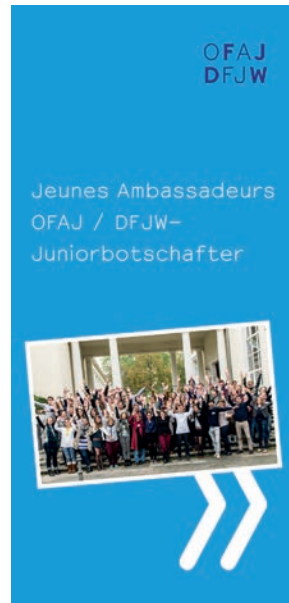 OFAJ
DFJW
Jeunes Ambassadeurs
OFAJ / DFJW-
Juniorbotschafter